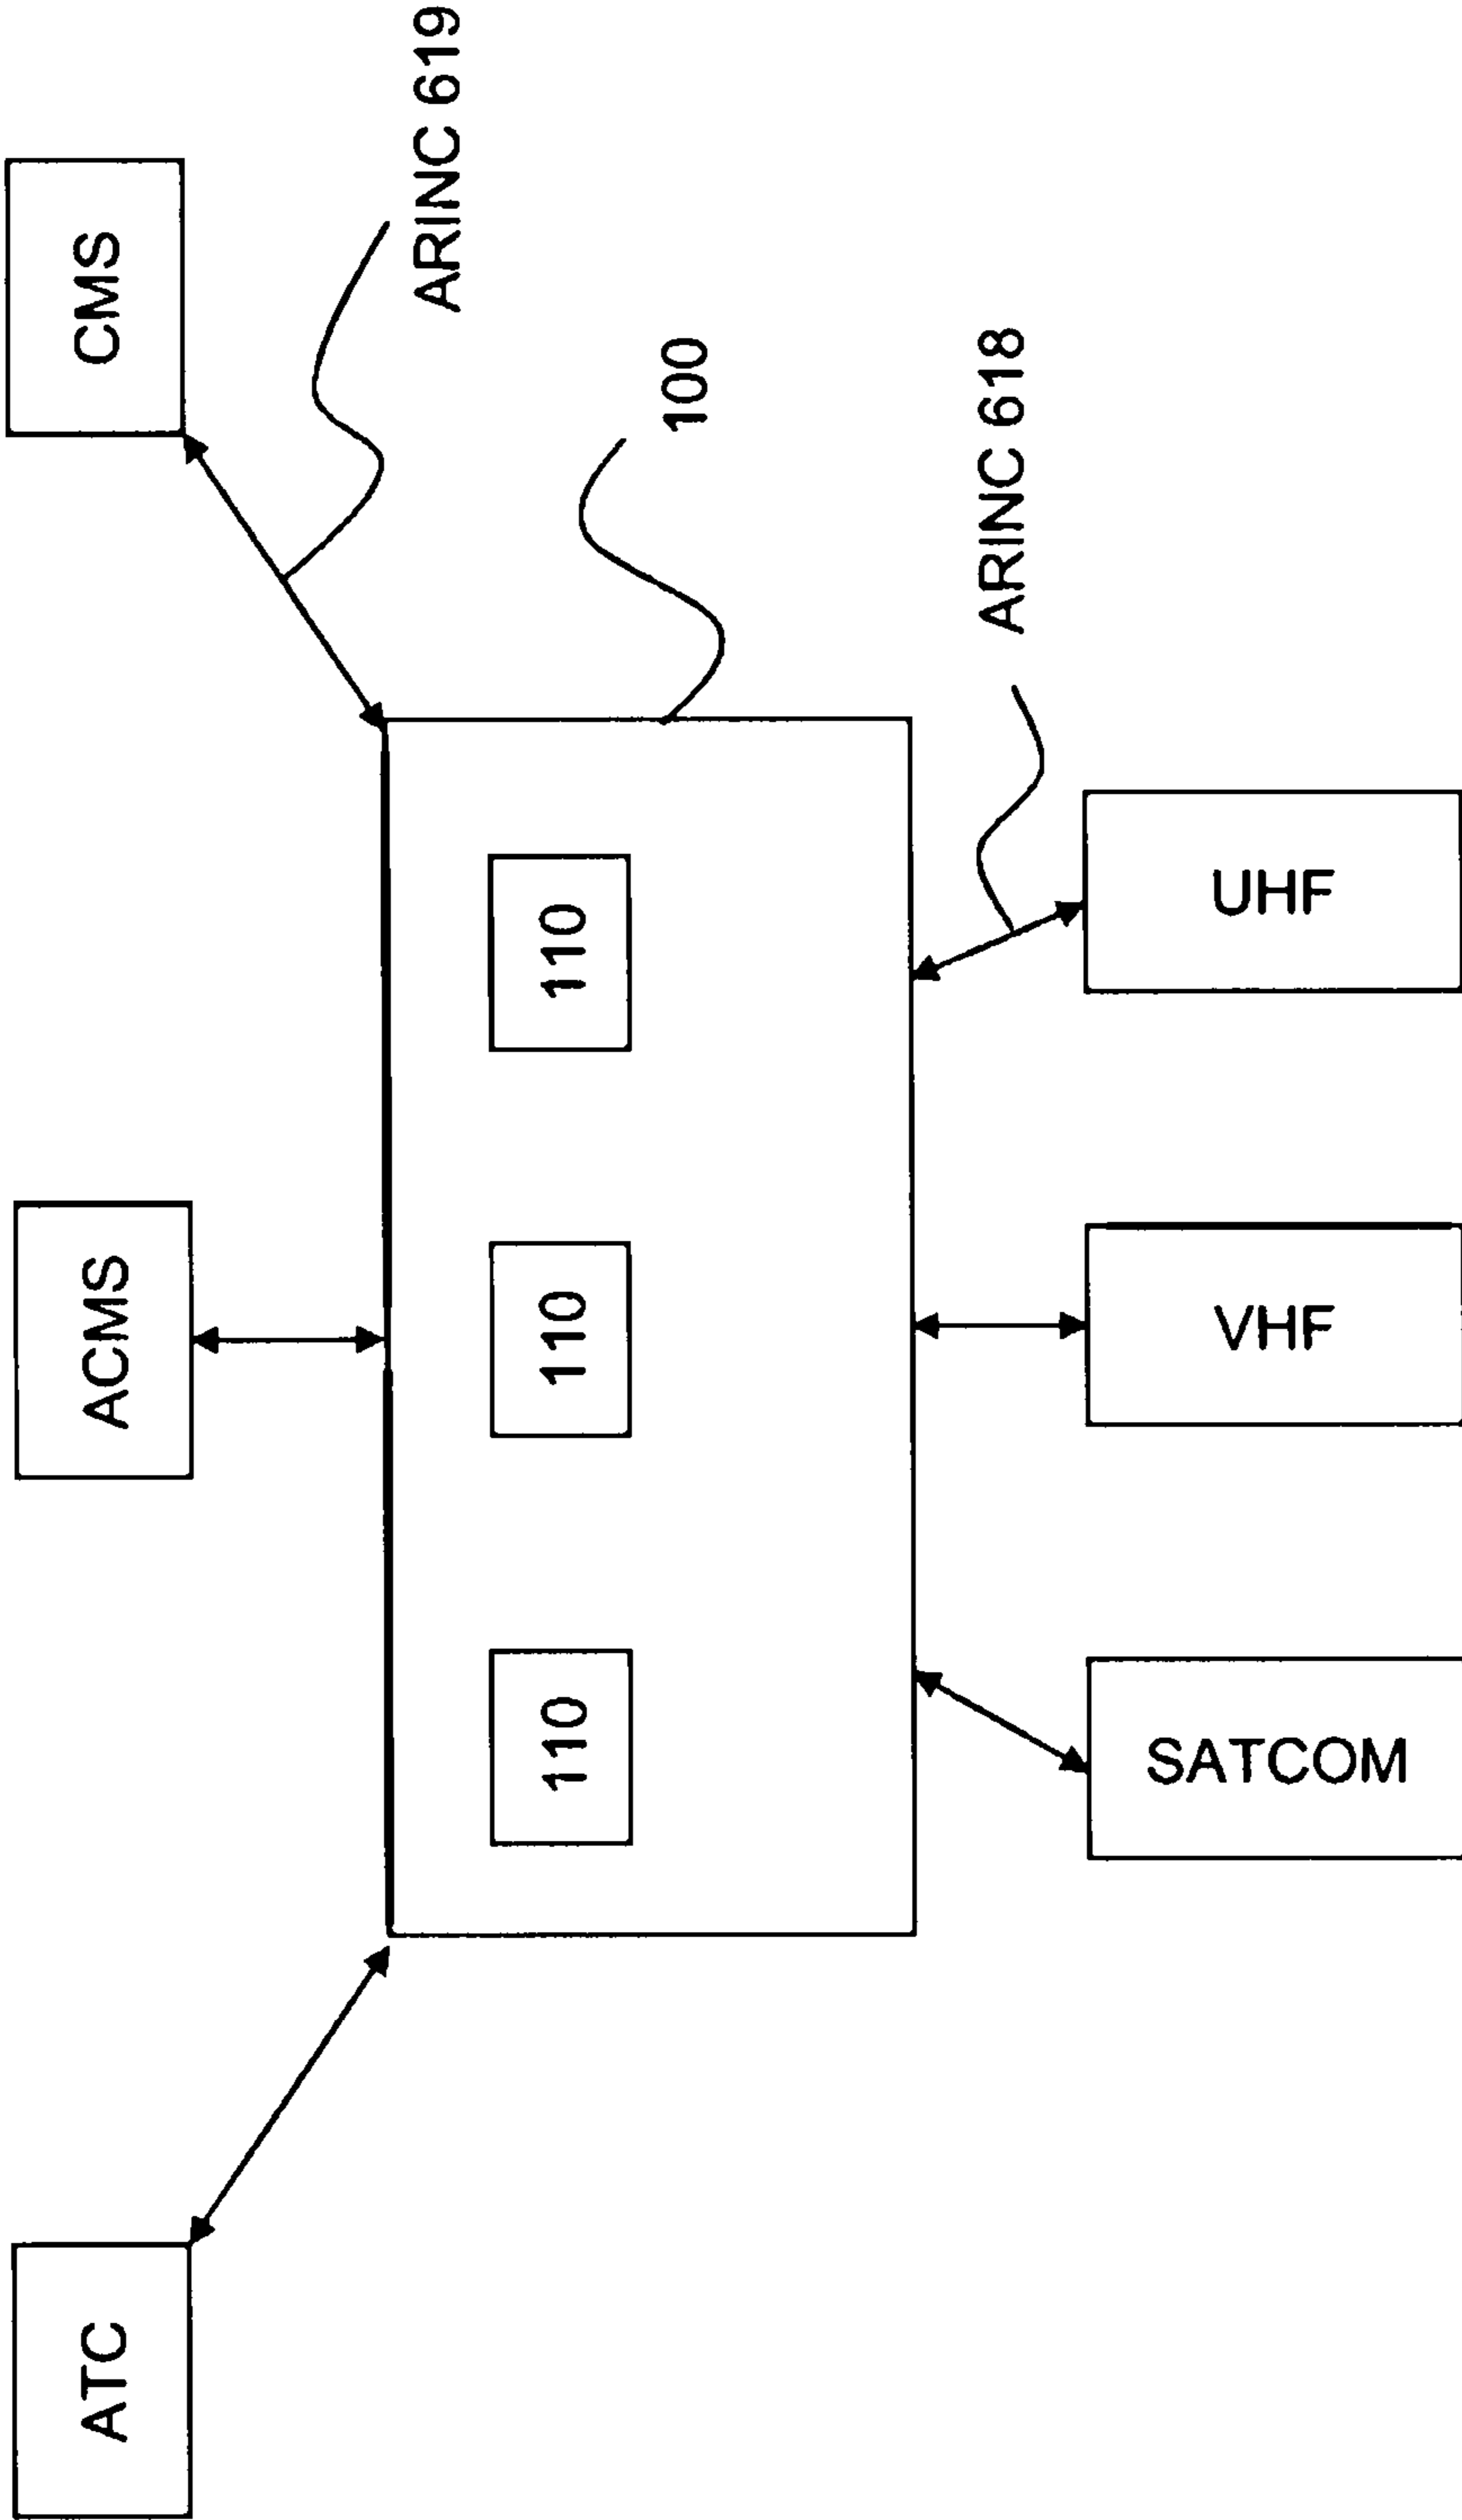 ATC
ACMS
CMS
ARINC 619
100
110
110
110
ARINC 618
SATCOM
VHF
UHF